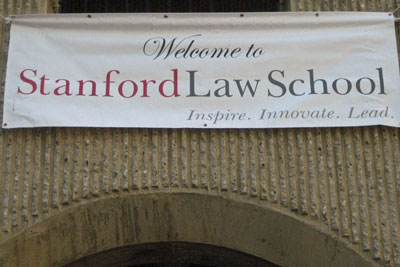 Welcome to
Stanford Law School
Inspire. Innovate. Lead.